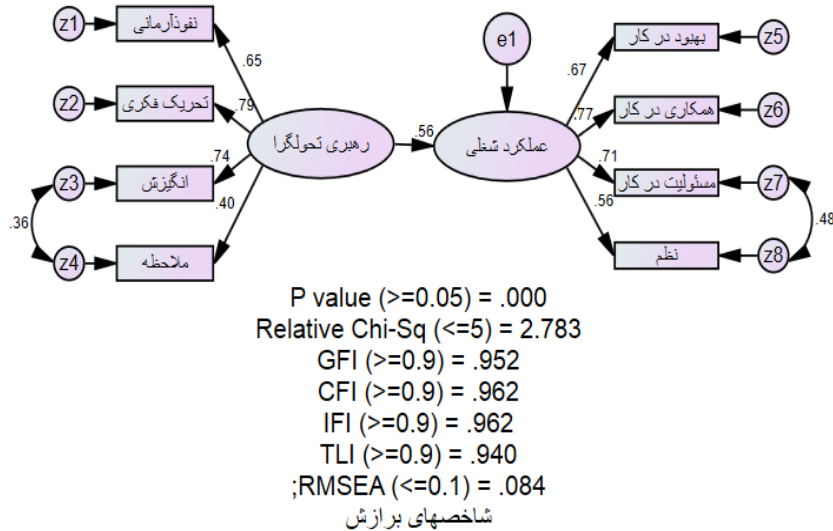 z1
نفوذآرمانی
.65
z2
تحریک فکری
.79
z3
انگیزش
.74
z4
ملاحظه
.40
.36
رهبری تحولگرا
.56
e1
عملکرد شغلی
بهبود در کار
z5
.67
همکاری در کار
z6
.77
مسئولیت در کار
z7
.71
نظم
z8
.56
.48
P value (>=0.05) = .000
Relative Chi-Sq (<=5) = 2.783
GFI (>=0.9) = .952
CFI (>=0.9) = .962
IFI (>=0.9) = .962
TLI (>=0.9) = .940
;RMSEA (<=0.1) = .084
شاخصهای برازش